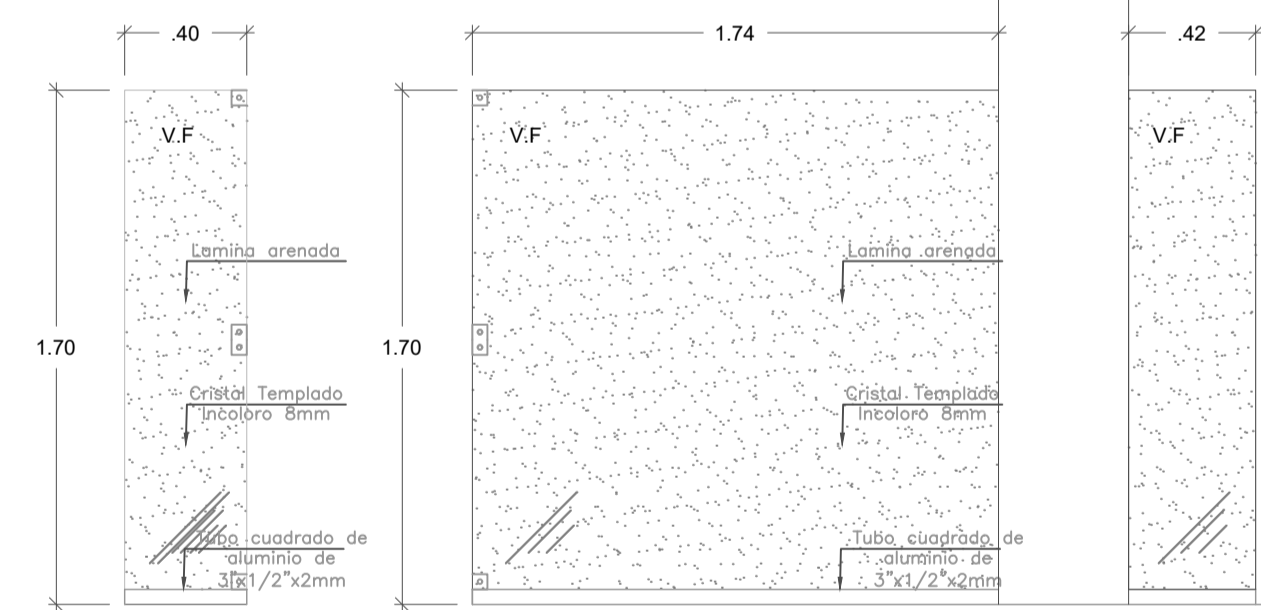 .40
1.74
.42
V.F
V.F
V.F
Lamina arenada
Lamina arenada
1.70
1.70
Cristal Templado
Incoloro 8mm
Cristal Templado
Incoloro 8mm
Tubo cuadrado de
aluminio de
3"x1/2"x2mm
Tubo cuadrado de
aluminio de
3"x1/2"x2mm